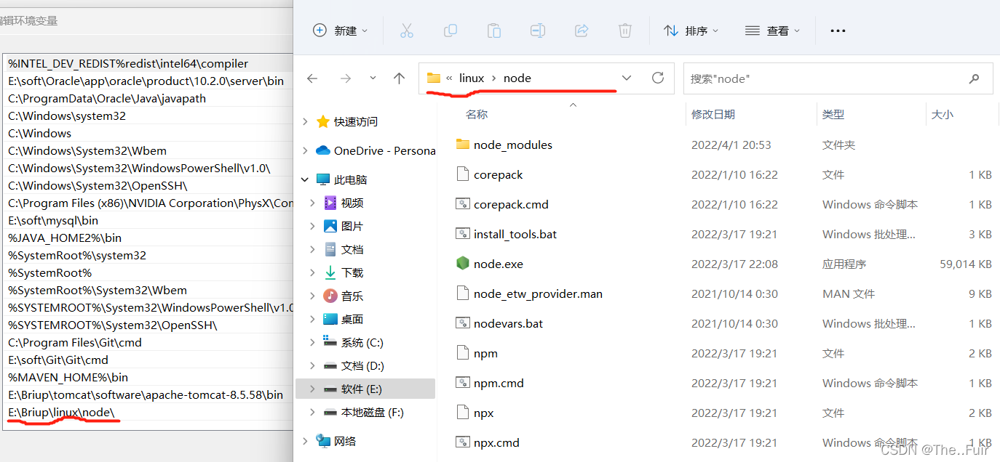 编辑环境变量
%INTEL_DEV_REDIST%redist\intel64\compiler
E:\soft\Oracle\app\oracle\product\10.2.0\server\bin
C:\ProgramData\Oracle\Java\javapath
C:\Windows\system32
C:\Windows
C:\Windows\System32\Wbem
C:\Windows\System32\WindowsPowerShell\v1.0\
C:\Windows\System32\OpenSSH\
C:\Program Files (x86)\NVIDIA Corporation\PhysX\Con
E:\soft\mysql\bin
%JAVA_HOME2%\bin
%SystemRoot%\system32
%SystemRoot%
%SystemRoot%\System32\Wbem
%SYSTEMROOT%\System32\WindowsPowerShell\v1.0
%SYSTEMROOT%\System32\OpenSSH\
C:\Program Files\Git\cmd
E:\soft\Git\Git\cmd
%MAVEN_HOME%\bin
E:\Briup\tomcat\software\apache-tomcat-8.5.58\bin
E:\Briup\linux\node\
新建 排序 查看 •••
« linux › node 搜索"node"
快速访问
OneDrive - Persona
此电脑
视频
图片
文档
下载
音乐
桌面
系统 (C:)
文档 (D:)
软件 (E:)
本地磁盘 (F:)
网络
名称 修改日期 类型 大小
node_modules 2022/4/1 20:53 文件夹
corepack 2022/1/10 16:22 文件 1 KB
corepack.cmd 2022/1/10 16:22 Windows 命令脚本 1 KB
install_tools.bat 2022/3/17 19:21 Windows 批处理... 3 KB
node.exe 2022/3/17 22:08 应用程序 59,014 KB
node_etw_provider.man 2021/10/14 0:30 MAN 文件 9 KB
nodevars.bat 2021/10/14 0:30 Windows 批处理... 1 KB
npm 2022/3/17 19:21 文件 2 KB
npm.cmd 2022/3/17 19:21 Windows 命令脚本 1 KB
npx 2022/3/17 19:21 文件 2 KB
npx.cmd 2022/3/17 19:21 Windows 命令脚本 1 KB
CSDN @The..Fuir